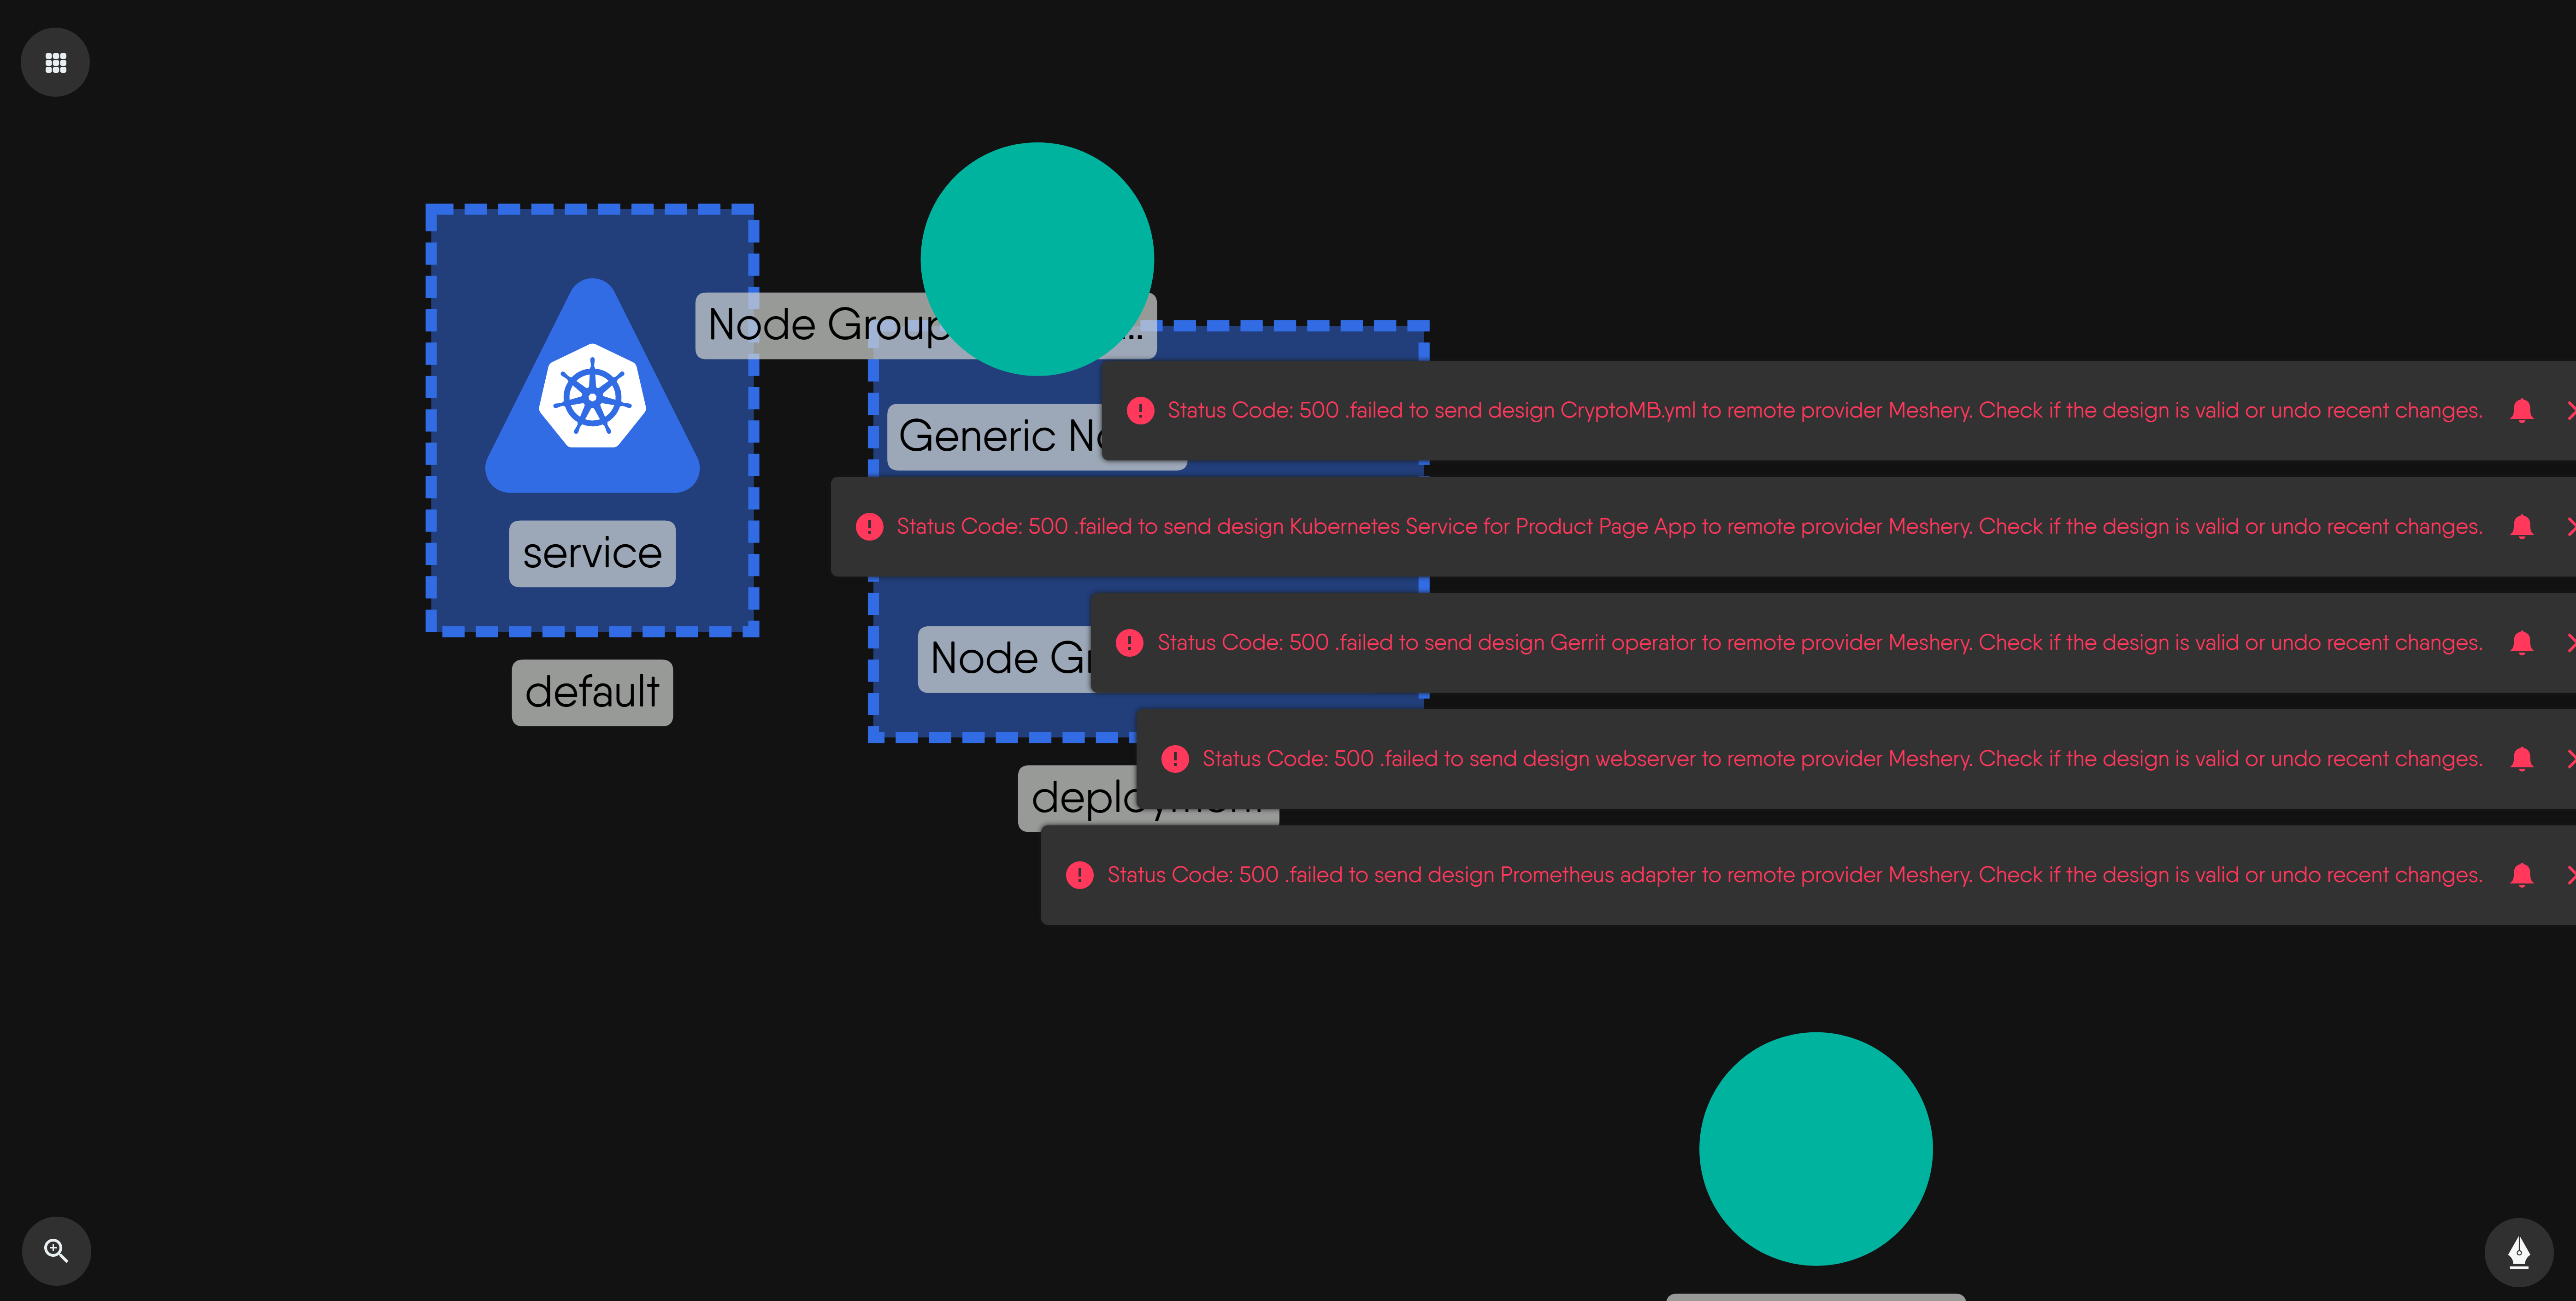 Node Group
Generic
Status Code: 500 .failed to send design CryptoMB.yml to remote provider Meshery. Check if the design is valid or undo recent changes.
Status Code: 500 .failed to send design Kubernetes Service for Product Page App to remote provider Meshery. Check if the design is valid or undo recent changes.
service
Node
Status Code: 500 .failed to send design Gerrit operator to remote provider Meshery. Check if the design is valid or undo recent changes.
default
Status Code: 500 .failed to send design webserver to remote provider Meshery. Check if the design is valid or undo recent changes.
deployment
Status Code: 500 .failed to send design Prometheus adapter to remote provider Meshery. Check if the design is valid or undo recent changes.